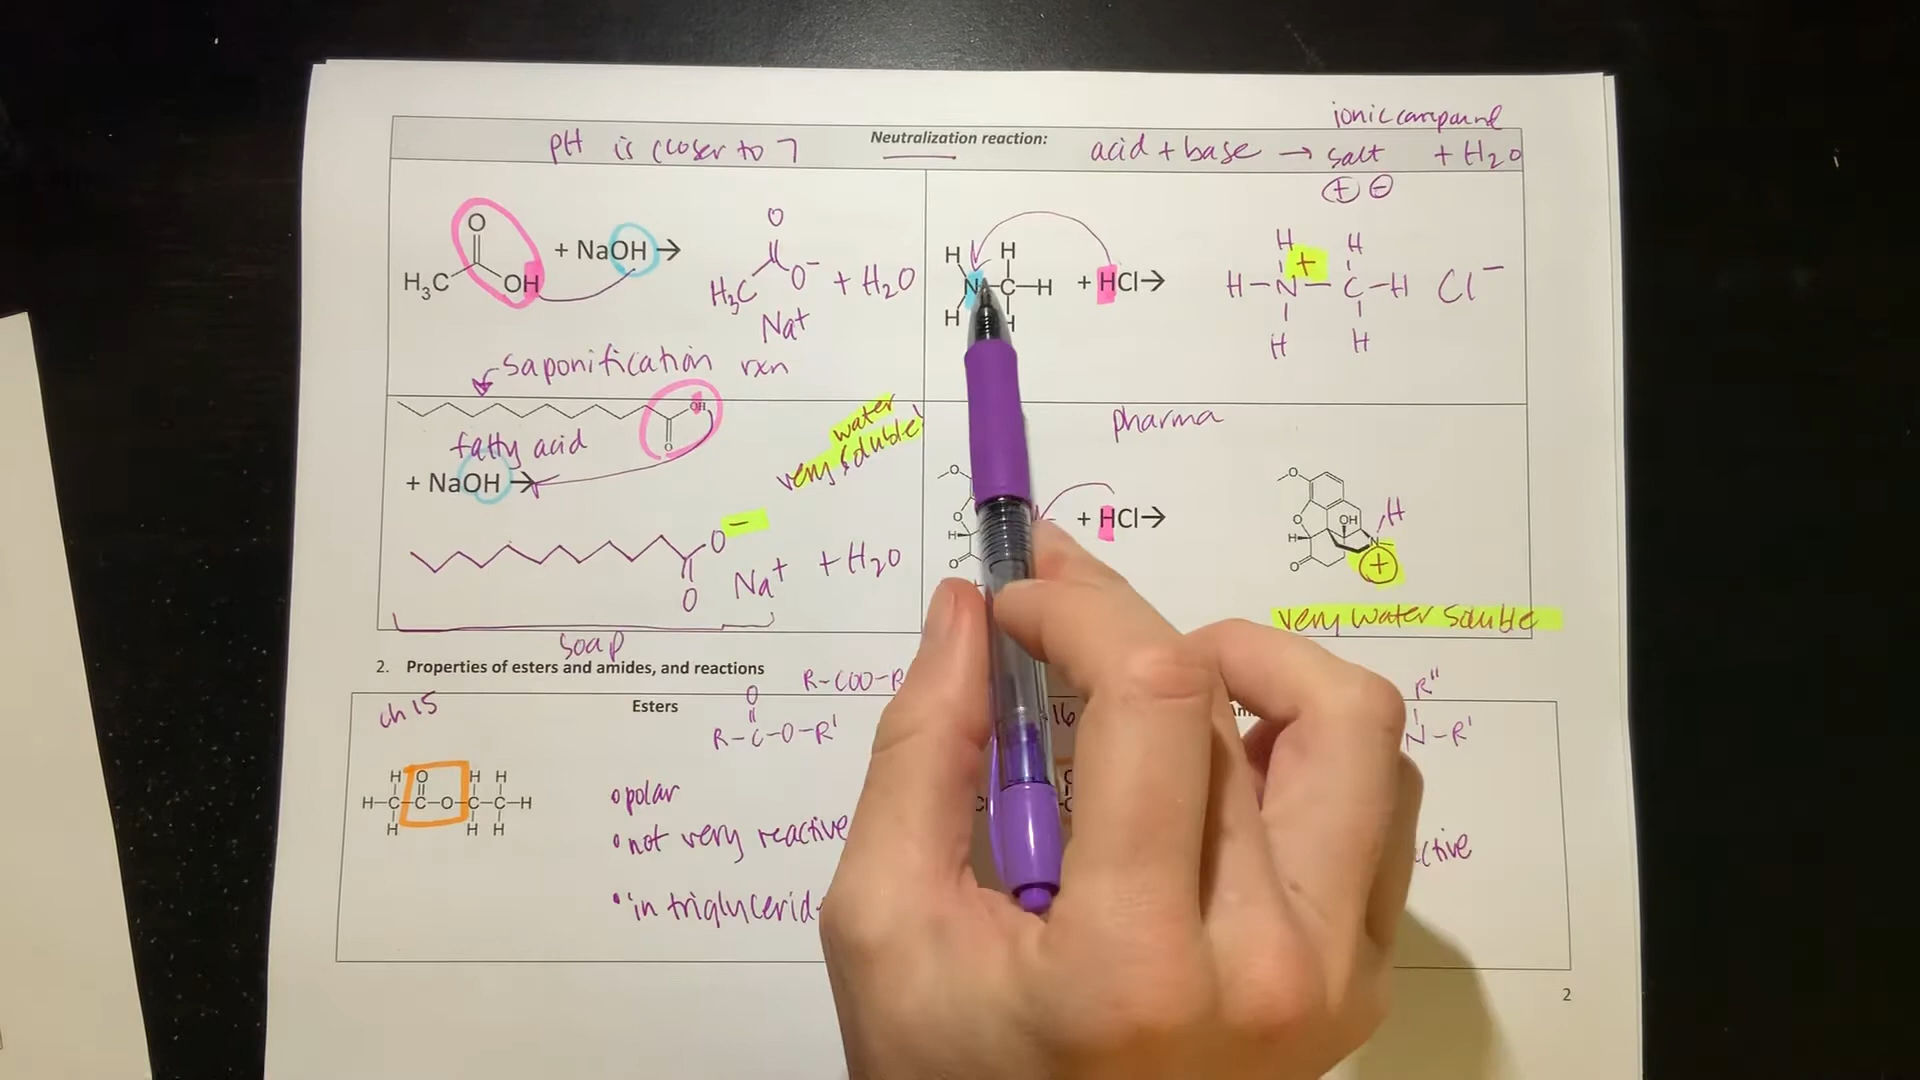 ionic compound
pH is closer to 7
Neutralization reaction:
acid + base → salt + H2O
⊕ ⊖
O
H3C OH + NaOH →
O
H3C O− + H2O
Na+
H H
H N C H + HCl →
H H
H H
H-N-C-H Cl−
+
H H
saponification rxn
OH
O
fatty acid
+ NaOH →
water
very soluble!
O−
O
Na+ + H2O
soap
pharma
O
O
H
O
+ HCl →
O
O OH H
H N
O +
very water soluble
2. Properties of esters and amides, and reactions
ch 15
Esters
R-COO-R
O
R-C-O-R'
H O H H
H-C-C-O-C-C-H
H H H
• polar
• not very reactive
• in triglycerid
16
Am
R"
N-R'
ctive
2